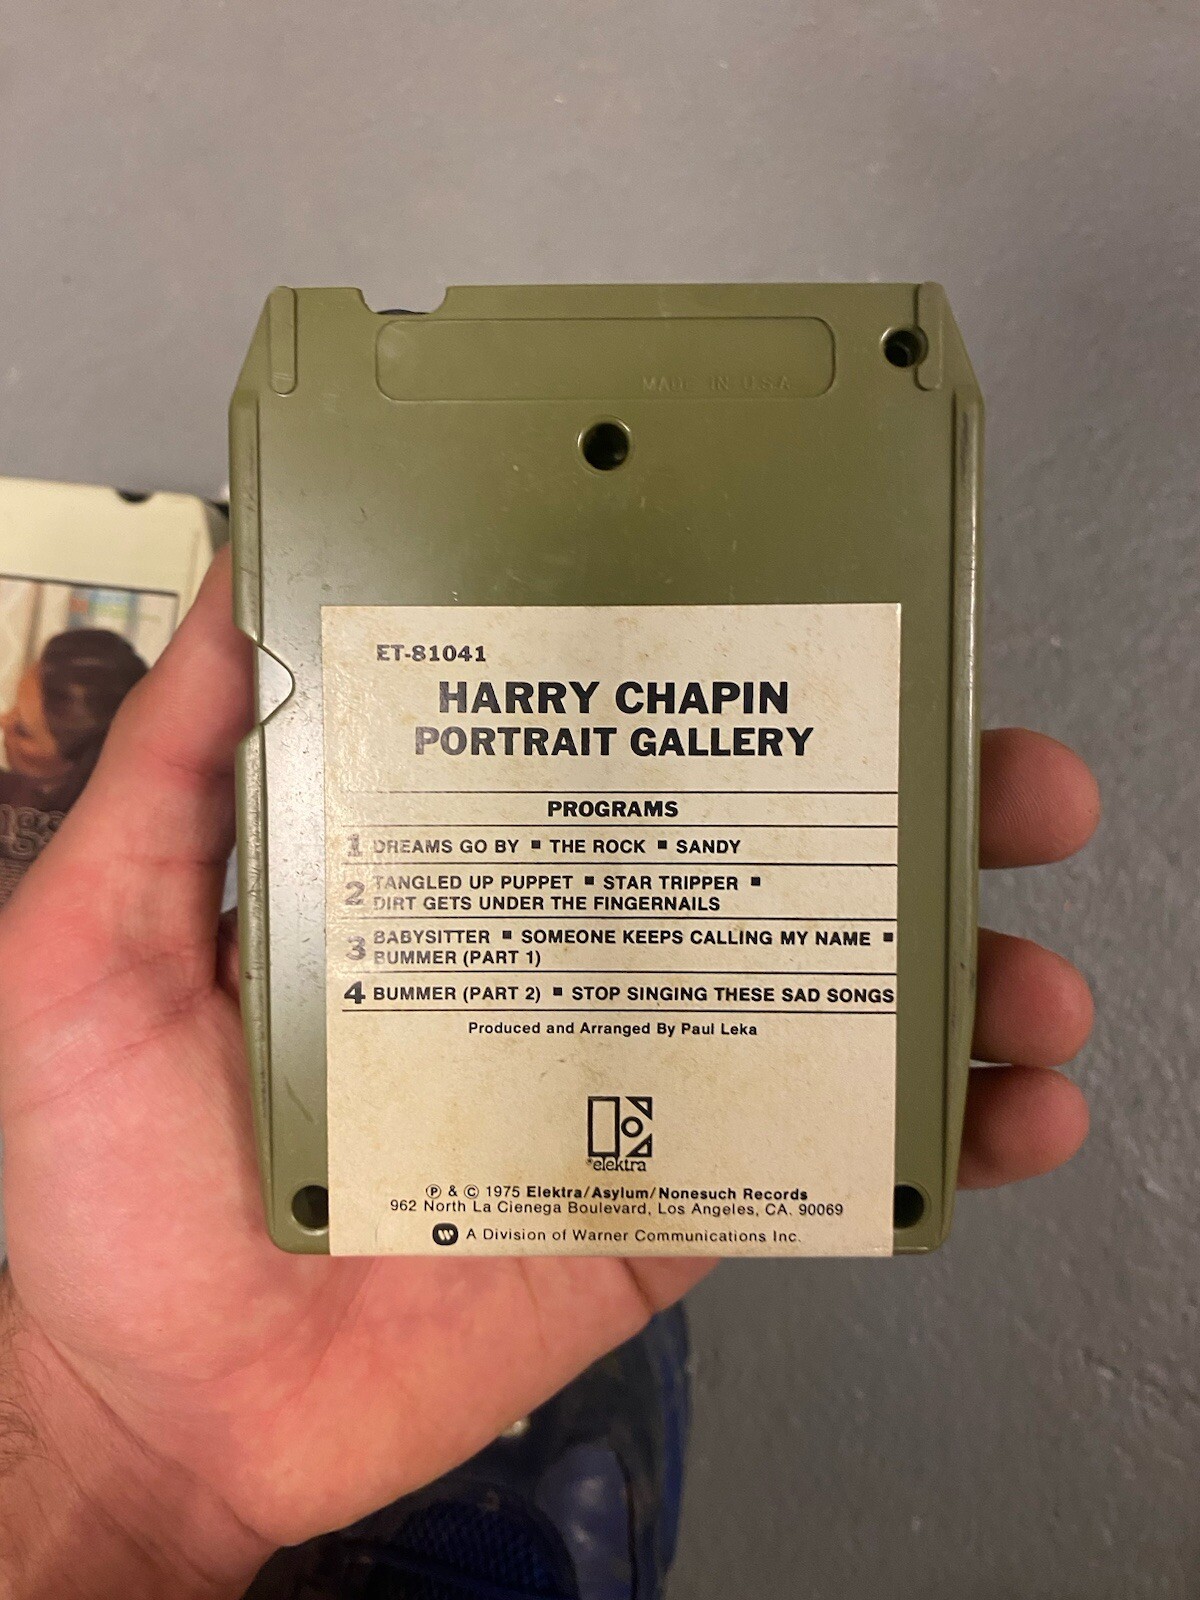 MADE IN U.S.A.
ET-81041
HARRY CHAPIN
PORTRAIT GALLERY
PROGRAMS
1 DREAMS GO BY ■ THE ROCK ■ SANDY
2 TANGLED UP PUPPET ■ STAR TRIPPER ■
DIRT GETS UNDER THE FINGERNAILS
3 BABYSITTER ■ SOMEONE KEEPS CALLING MY NAME ■
BUMMER (PART 1)
4 BUMMER (PART 2) ■ STOP SINGING THESE SAD SONGS
Produced and Arranged By Paul Leka
elektra
℗ & © 1975 Elektra/Asylum/Nonesuch Records
962 North La Cienega Boulevard, Los Angeles, CA. 90069
A Division of Warner Communications Inc.